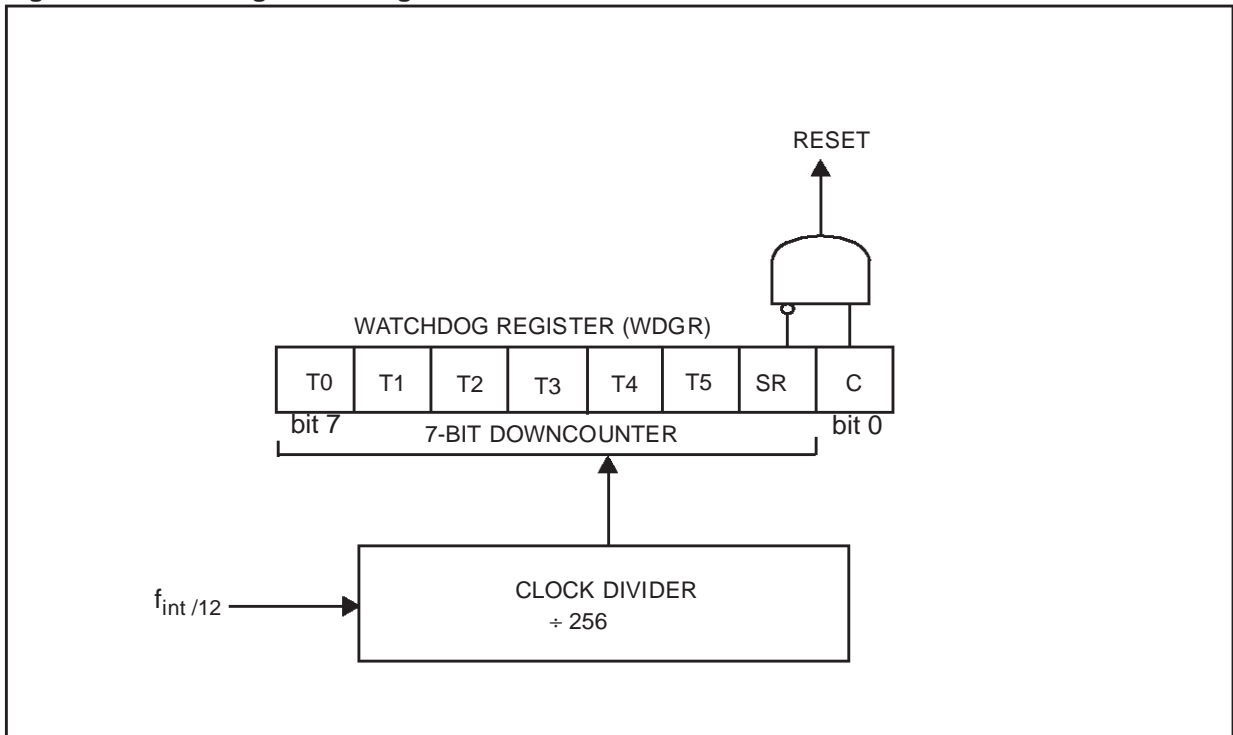 RESET
WATCHDOG REGISTER (WDGR)
T0 T1 T2 T3 T4 T5 SR C
bit 7 bit 0
7-BIT DOWNCOUNTER
fint /12
CLOCK DIVIDER
÷ 256